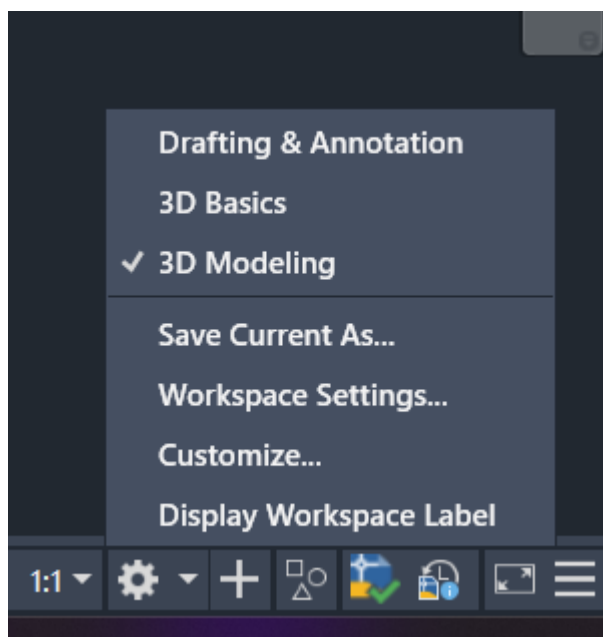 Drafting & Annotation
3D Basics
3D Modeling
Save Current As...
Workspace Settings...
Customize...
Display Workspace Label
1:1